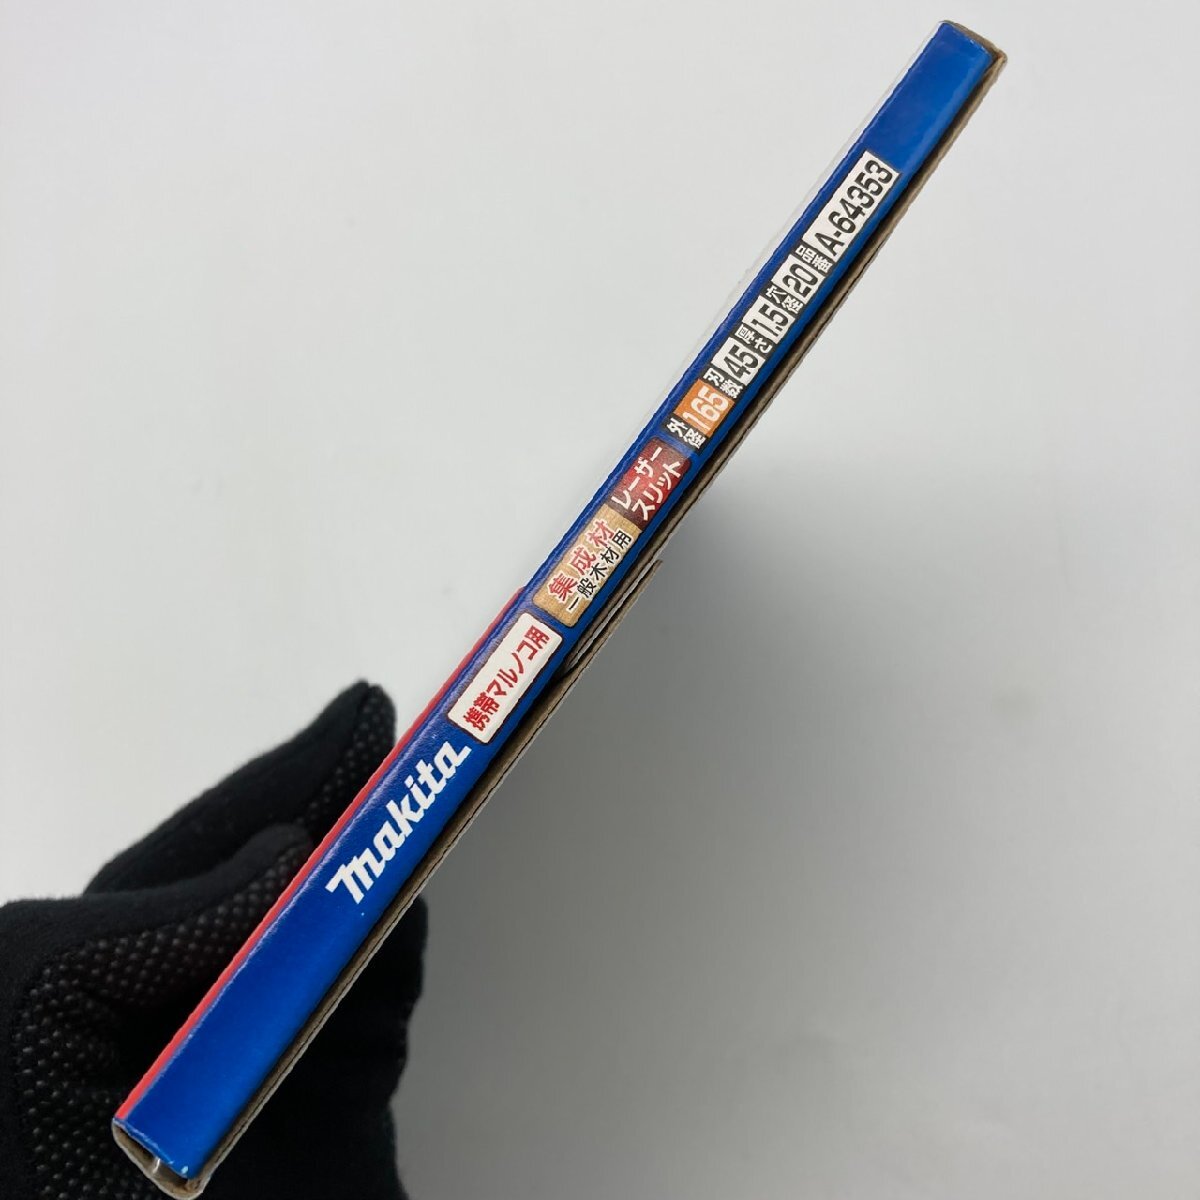 makita
携帯マルノコ用
集成材
一般木材用
レーザー
スリット
外径 165
刃数 45
厚さ 1.5
穴径 20
品番 A-64353